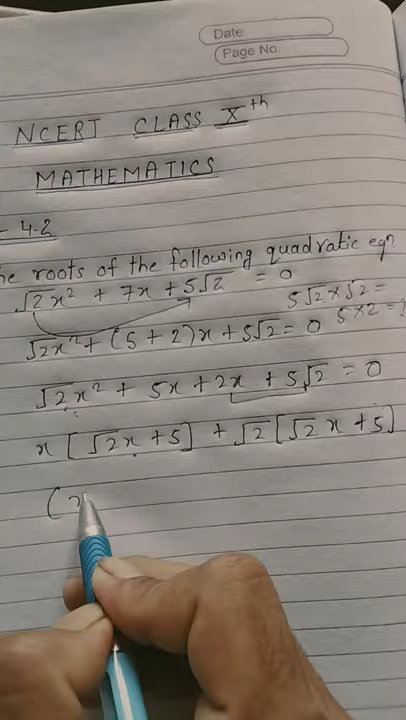 Date
Page No.
NCERT CLASS Xth
MATHEMATICS
- 4.2
he roots of the following quadratic eqn
√2x² + 7x + 5√2 = 0
5√2 × √2 =
5 × 2 =
√2x² + (5 + 2)x + 5√2 = 0
√2x² + 5x + 2x + 5√2 = 0
x [√2x + 5] + √2 [√2x + 5]
(x